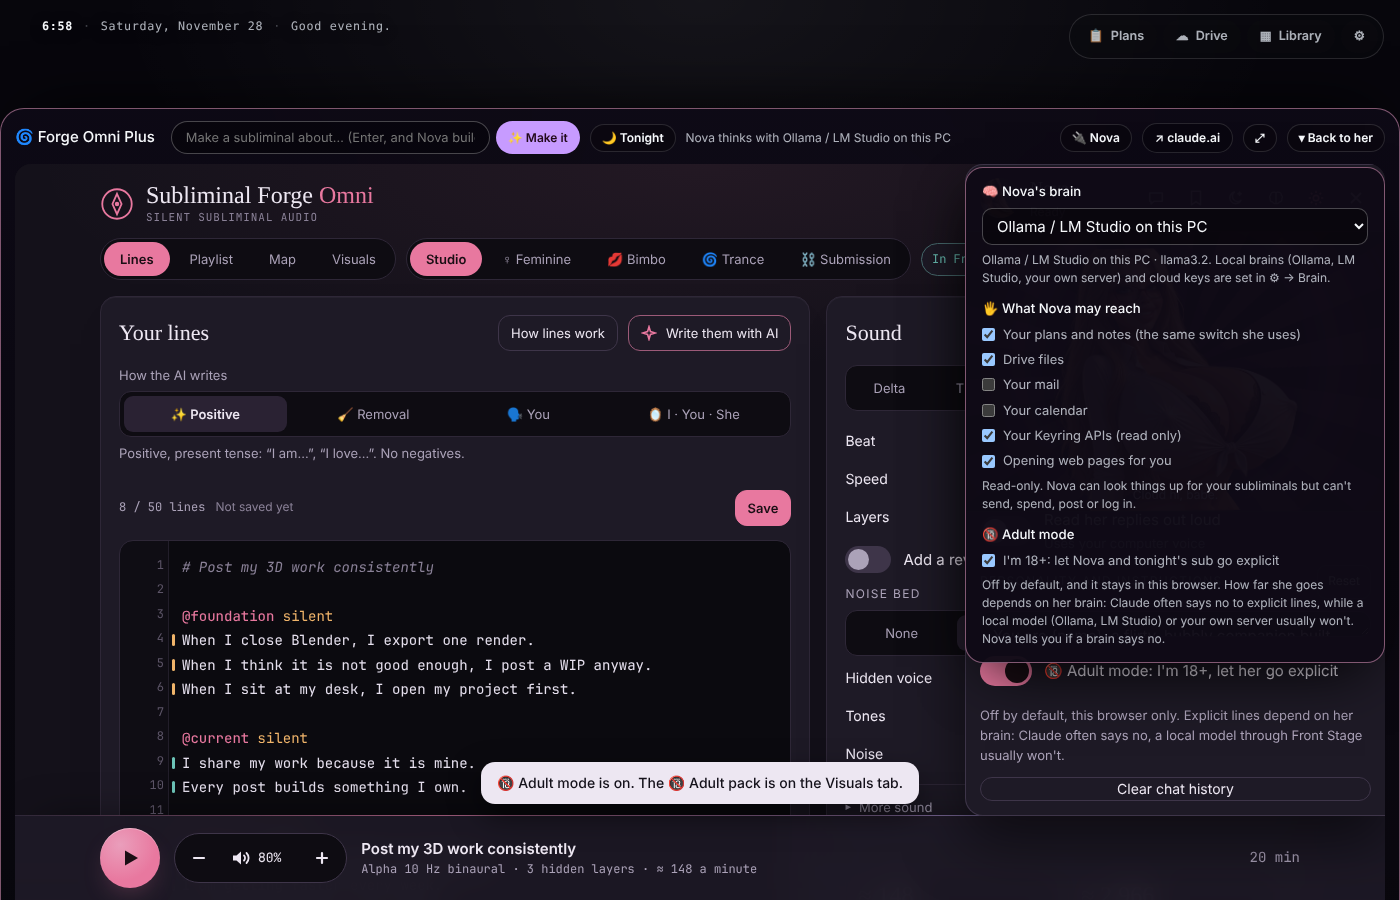 6:58 · Saturday, November 28 · Good evening.
Plans
Drive
Library
Forge Omni Plus
Make a subliminal about... (Enter, and Nova buil
Make it
Tonight
Nova thinks with Ollama / LM Studio on this PC
Nova
claude.ai
Back to her
Subliminal Forge Omni
SILENT SUBLIMINAL AUDIO
Lines
Playlist
Map
Visuals
Studio
♀ Feminine
Bimbo
Trance
Submission
In Fr
Your lines
How lines work
Write them with AI
How the AI writes
Positive
Removal
You
I · You · She
Positive, present tense: “I am...”, “I love...”. No negatives.
8 / 50 lines Not saved yet
Save
1 # Post my 3D work consistently
2
3 @foundation silent
4 When I close Blender, I export one render.
5 When I think it is not good enough, I post a WIP anyway.
6 When I sit at my desk, I open my project first.
7
8 @current silent
9 I share my work because it is mine.
10 Every post builds something I own.
11
Sound
Delta
T
Beat
Speed
Layers
Add a rev
NOISE BED
None
Hidden voice
Tones
Noise
More sound
Nova's brain
Ollama / LM Studio on this PC
Ollama / LM Studio on this PC · llama3.2. Local brains (Ollama, LM
Studio, your own server) and cloud keys are set in ⚙ → Brain.
What Nova may reach
Your plans and notes (the same switch she uses)
Drive files
Your mail
Your calendar
Your Keyring APIs (read only)
Opening web pages for you
Read-only. Nova can look things up for your subliminals but can't
send, spend, post or log in.
Read her replies out loud
🔞 Adult mode
I'm 18+: let Nova and tonight's sub go explicit
Off by default, and it stays in this browser. How far she goes
depends on her brain: Claude often says no to explicit lines, while a
local model (Ollama, LM Studio) or your own server usually won't.
Nova tells you if a brain says no.
🔞 Adult mode: I'm 18+, let her go explicit
Off by default, this browser only. Explicit lines depend on her
brain: Claude often says no, a local model through Front Stage
usually won't.
Clear chat history
🔞 Adult mode is on. The 🔞 Adult pack is on the Visuals tab.
80%
Post my 3D work consistently
Alpha 10 Hz binaural · 3 hidden layers · ≈ 148 a minute
20 min